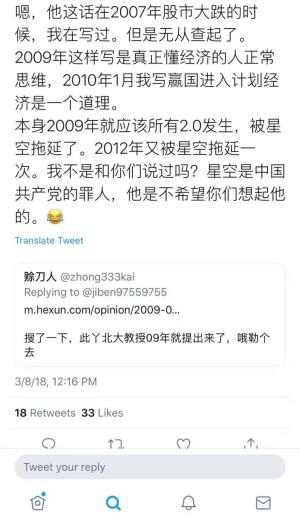 嗯，他这话在2007年股市大跌的时
候，我在写过。但是无从查起了。
2009年这样写是真正懂经济的人正常
思维，2010年1月我写赢国进入计划经
济是一个道理。
本身2009年就应该所有2.0发生，被星
空拖延了。2012年又被星空拖延一
次。我不是和你们说过吗？星空是中国
共产党的罪人，他是不希望你们想起他
的。😂
Translate Tweet
赊刀人 @zhong333kai
Replying to @jiben97559755
m.hexun.com/opinion/2009-0...
搜了一下，此丫北大教授09年就提出来了，哦勒个
去
3/8/18, 12:16 PM
18 Retweets 33 Likes
Tweet your reply